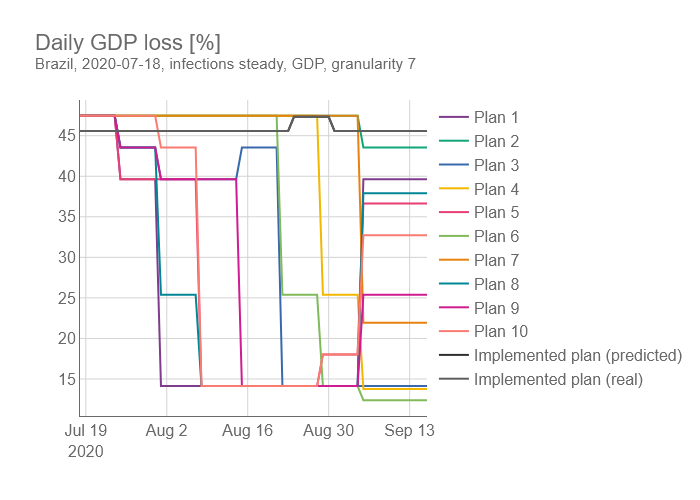 Daily GDP loss [%]
Brazil, 2020-07-18, infections steady, GDP, granularity 7
45
40
35
30
25
20
15
Jul 19
2020
Aug 2
Aug 16
Aug 30
Sep 13
Plan 1
Plan 2
Plan 3
Plan 4
Plan 5
Plan 6
Plan 7
Plan 8
Plan 9
Plan 10
Implemented plan (predicted)
Implemented plan (real)